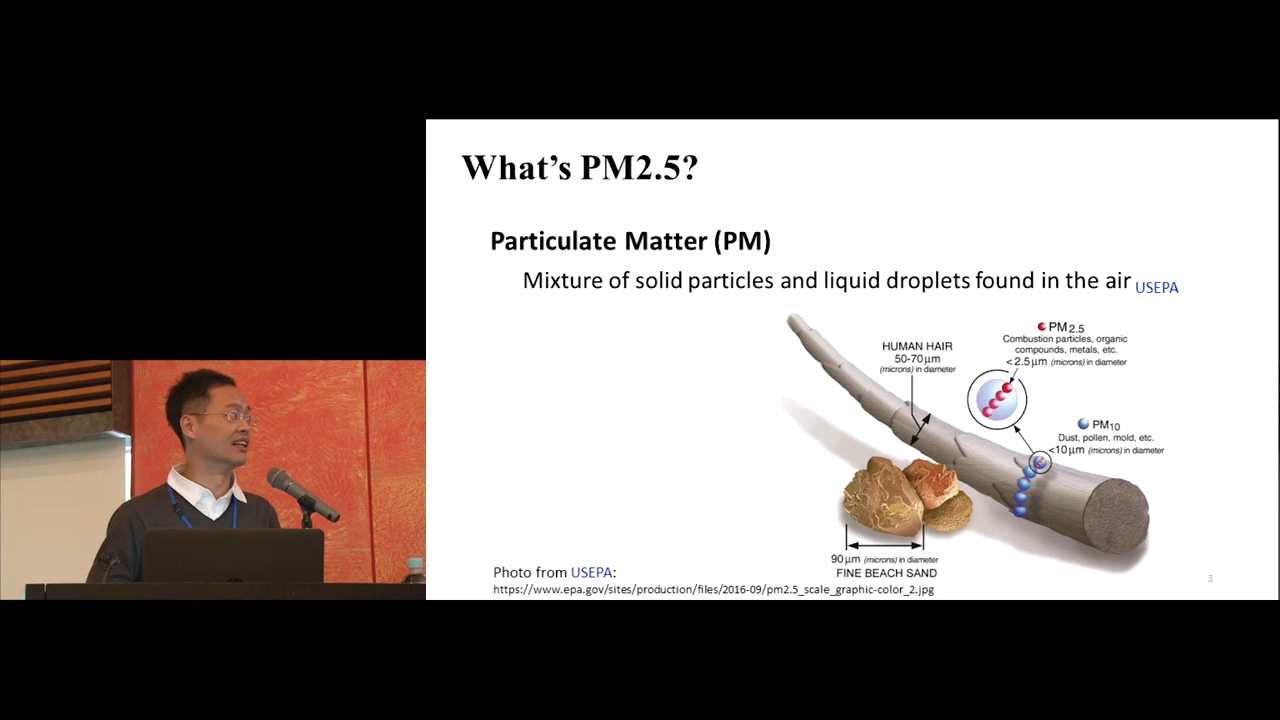 What's PM2.5?
Particulate Matter (PM)
Mixture of solid particles and liquid droplets found in the air USEPA
HUMAN HAIR
50-70 µm
(microns) in diameter
PM2.5
Combustion particles, organic
compounds, metals, etc.
<2.5 µm (microns) in diameter
PM10
Dust, pollen, mold, etc.
<10 µm (microns) in diameter
90 µm (microns) in diameter
FINE BEACH SAND
Photo from USEPA:
https://www.epa.gov/sites/production/files/2016-09/pm2.5_scale_graphic-color_2.jpg
3